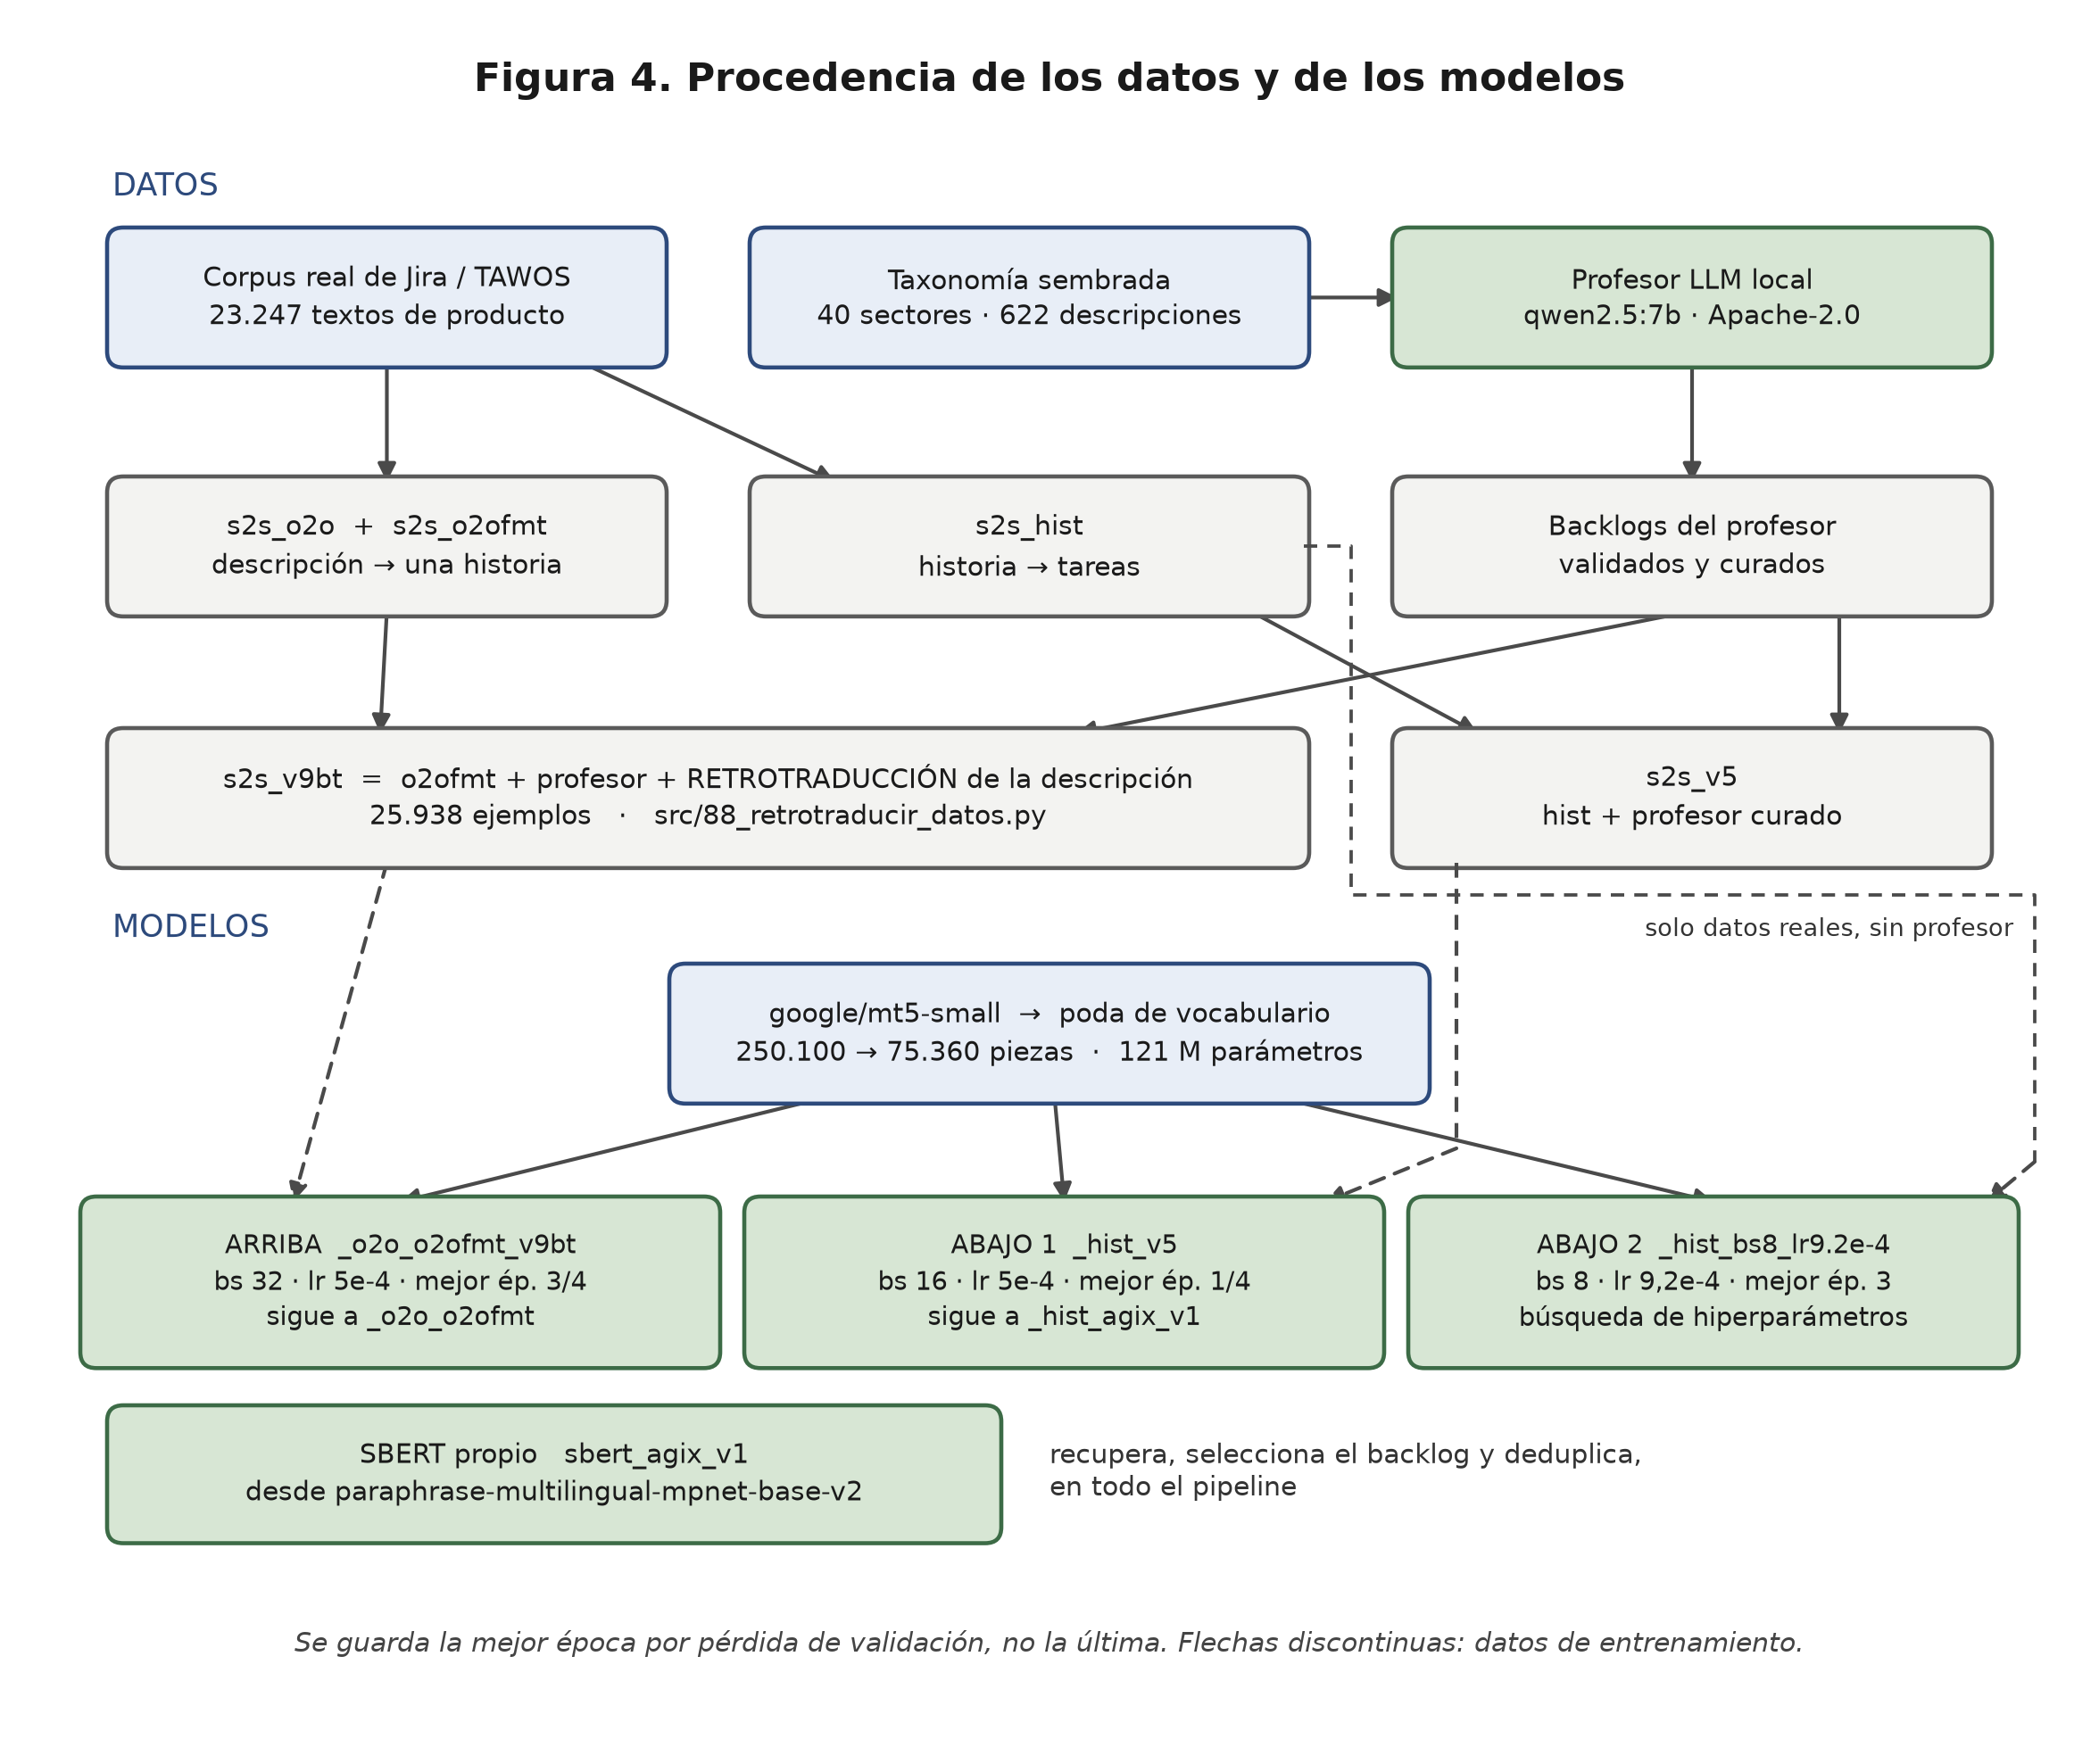 Figura 4. Procedencia de los datos y de los modelos
DATOS
Corpus real de Jira / TAWOS
23.247 textos de producto
Taxonomía sembrada
40 sectores · 622 descripciones
Profesor LLM local
qwen2.5:7b · Apache-2.0
s2s_o2o + s2s_o2ofmt
descripción → una historia
s2s_hist
historia → tareas
Backlogs del profesor
validados y curados
s2s_v9bt = o2ofmt + profesor + RETROTRADUCCIÓN de la descripción
25.938 ejemplos · src/88_retrotraducir_datos.py
s2s_v5
hist + profesor curado
MODELOS
solo datos reales, sin profesor
google/mt5-small → poda de vocabulario
250.100 → 75.360 piezas · 121 M parámetros
ARRIBA _o2o_o2ofmt_v9bt
bs 32 · lr 5e-4 · mejor ép. 3/4
sigue a _o2o_o2ofmt
ABAJO 1 _hist_v5
bs 16 · lr 5e-4 · mejor ép. 1/4
sigue a _hist_agix_v1
ABAJO 2 _hist_bs8_lr9.2e-4
bs 8 · lr 9,2e-4 · mejor ép. 3
búsqueda de hiperparámetros
SBERT propio sbert_agix_v1
desde paraphrase-multilingual-mpnet-base-v2
recupera, selecciona el backlog y deduplica,
en todo el pipeline
Se guarda la mejor época por pérdida de validación, no la última. Flechas discontinuas: datos de entrenamiento.